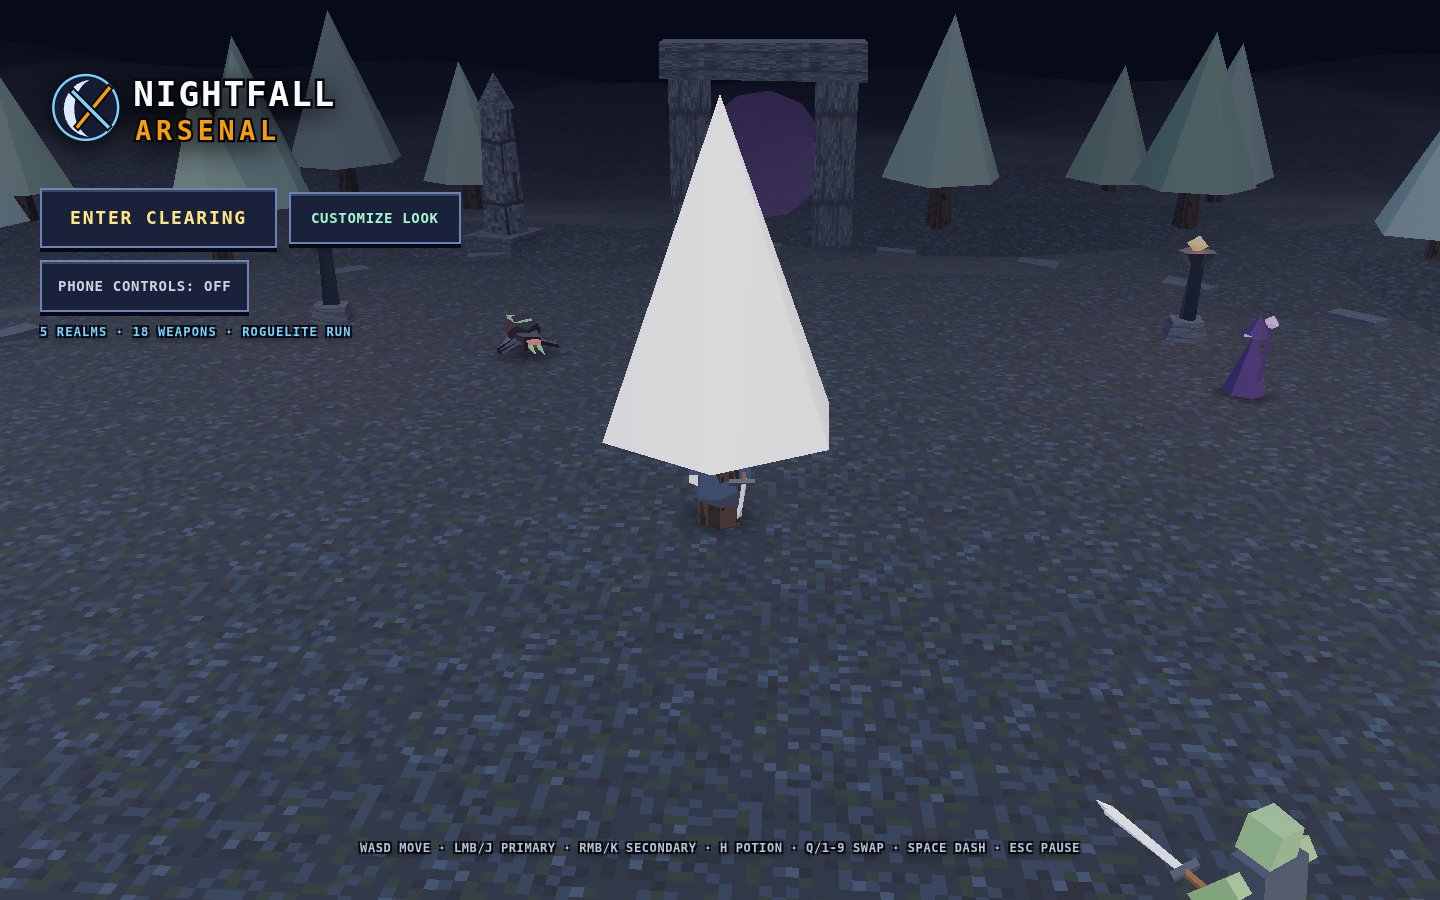 NIGHTFALL
ARSENAL
ENTER CLEARING
CUSTOMIZE LOOK
PHONE CONTROLS: OFF
5 REALMS · 18 WEAPONS · ROGUELITE RUN
WASD MOVE · LMB/J PRIMARY · RMB/K SECONDARY · H POTION · Q/1-9 SWAP · SPACE DASH · ESC PAUSE